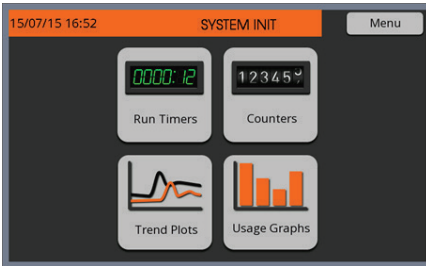 15/07/15 16:52
SYSTEM INIT
Menu
0000:12
12345
Run Timers
Counters
Trend Plots
Usage Graphs